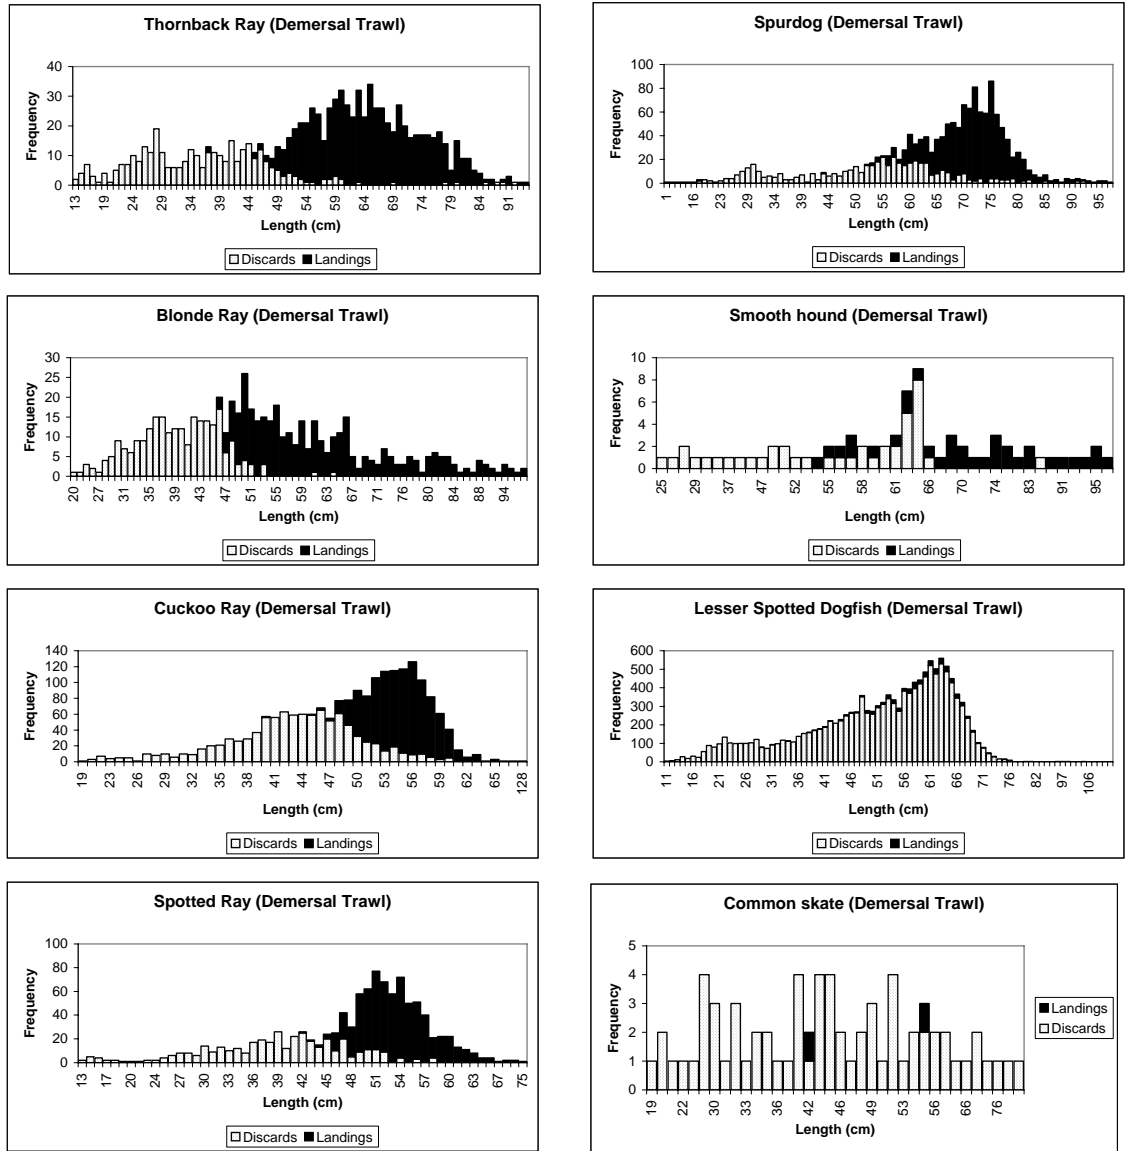 Thornback Ray (Demersal Trawl)
Frequency
40
30
20
10
0
13 19 24 29 34 39 44 49 54 59 64 69 74 79 84 91
Length (cm)
Discards Landings
Spurdog (Demersal Trawl)
Frequency
100
80
60
40
20
0
1 16 23 29 34 39 44 50 55 60 65 70 75 80 85 90 95
Length (cm)
Discards Landings
Blonde Ray (Demersal Trawl)
Frequency
30
25
20
15
10
5
0
20 27 31 35 39 43 47 51 55 59 63 67 71 76 80 84 88 94
Length (cm)
Discards Landings
Smooth hound (Demersal Trawl)
Frequency
10
8
6
4
2
0
25 29 37 47 52 55 58 61 66 70 74 83 91 95
Length (cm)
Discards Landings
Cuckoo Ray (Demersal Trawl)
Frequency
140
120
100
80
60
40
20
0
19 23 26 29 32 38 41 44 47 50 53 56 59 62 65 128
Length (cm)
Discards Landings
Lesser Spotted Dogfish (Demersal Trawl)
Frequency
600
500
400
300
200
100
0
11 16 21 26 31 36 41 46 51 56 61 66 71 76 82 97 106
Length (cm)
Discards Landings
Spotted Ray (Demersal Trawl)
Frequency
100
80
60
40
20
0
13 17 20 24 27 30 33 36 39 42 45 48 51 54 57 60 63 67 75
Length (cm)
Discards Landings
Common skate (Demersal Trawl)
Frequency
5
4
3
2
1
0
19 22 30 33 36 42 46 49 53 56 66 76
Length (cm)
Landings
Discards